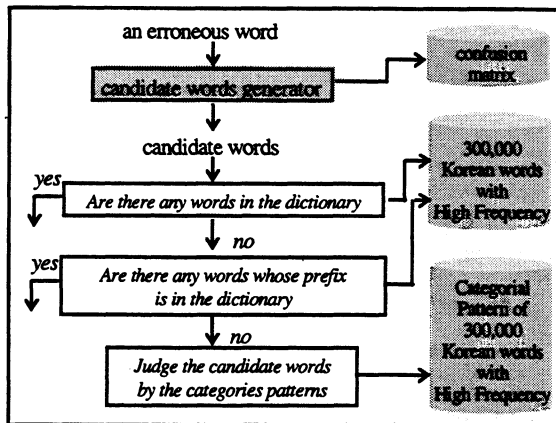 an erroneous word
candidate words generator
confusion
matrix
candidate words
300,000
Korean words
with
High Frequency
yes
Are there any words in the dictionary
no
yes
Are there any words whose prefix
is in the dictionary
no
Judge the candidate words
by the categories patterns
Categorial
Pattern of
300,000
Korean words
with
High Frequency